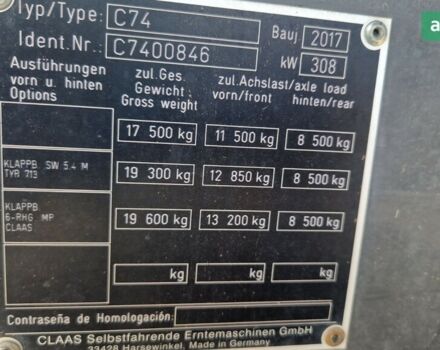 Typ/Type: C74 Bauj 2017
Ident.Nr.: C7400846 kW 308
Ausführungen vorn u. hinten Options
zul.Ges. Gewicht: Gross weight
zul.Achslast/axle load
vorn/front hinten/rear
17 500 kg 11 500 kg 8 500 kg
KLAPPB. SW 5.4 M
TYP 713
19 300 kg 12 850 kg 8 500 kg
KLAPPB.
6-RHG MP
CLAAS
19 600 kg 13 200 kg 8 500 kg
kg kg kg
Contraseña de Homologación:
CLAAS Selbstfahrende Erntemaschinen GmbH
33428 Harsewinkel, Made in Germany
a